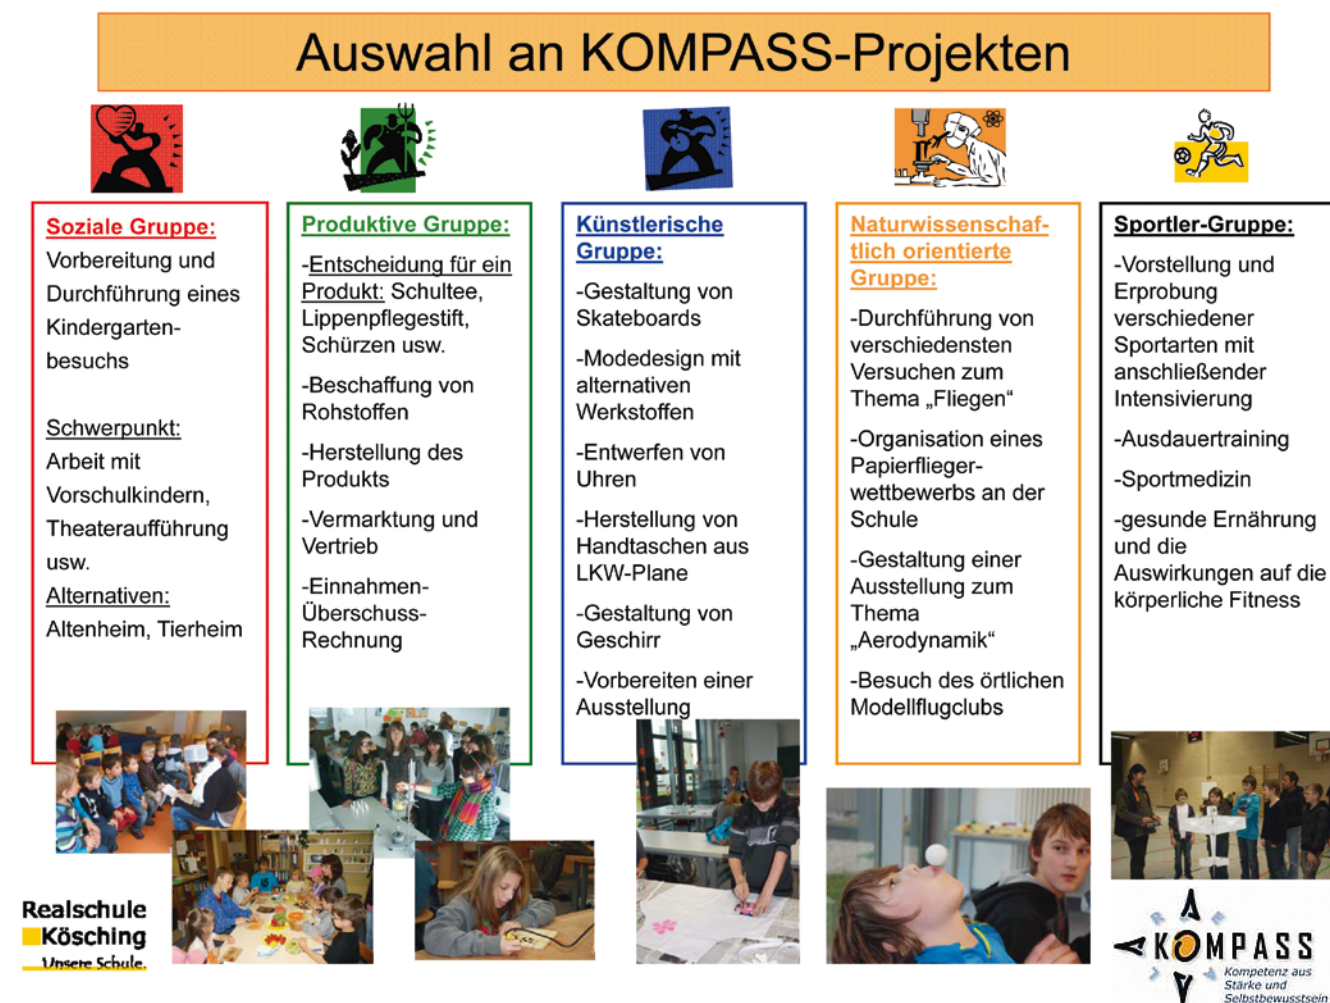 Auswahl an KOMPASS-Projekten
Soziale Gruppe:
Vorbereitung und
Durchführung eines
Kindergarten-
besuchs
Schwerpunkt:
Arbeit mit
Vorschulkindern,
Theateraufführung
usw.
Alternativen:
Altenheim, Tierheim
Produktive Gruppe:
-Entscheidung für ein
Produkt: Schultee,
Lippenpflegestift,
Schürzen usw.
-Beschaffung von
Rohstoffen
-Herstellung des
Produkts
-Vermarktung und
Vertrieb
-Einnahmen-
Überschuss-
Rechnung
Künstlerische
Gruppe:
-Gestaltung von
Skateboards
-Modedesign mit
alternativen
Werkstoffen
-Entwerfen von
Uhren
-Herstellung von
Handtaschen aus
LKW-Plane
-Gestaltung von
Geschirr
-Vorbereiten einer
Ausstellung
Naturwissenschaf-
tlich orientierte
Gruppe:
-Durchführung von
verschiedensten
Versuchen zum
Thema „Fliegen“
-Organisation eines
Papierflieger-
wettbewerbs an der
Schule
-Gestaltung einer
Ausstellung zum
Thema
„Aerodynamik“
-Besuch des örtlichen
Modellflugclubs
Sportler-Gruppe:
-Vorstellung und
Erprobung
verschiedener
Sportarten mit
anschließender
Intensivierung
-Ausdauertraining
-Sportmedizin
-gesunde Ernährung
und die
Auswirkungen auf die
körperliche Fitness
Realschule
Kösching
Unsere Schule.
KOMPASS
Kompetenz aus
Stärke und
Selbstbewusstsein